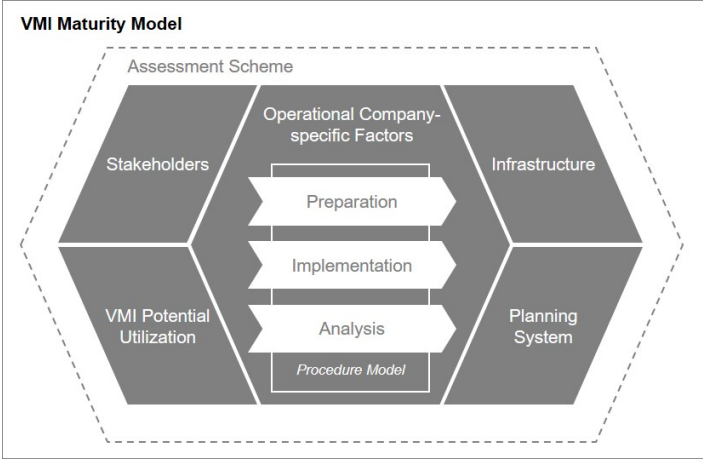 VMI Maturity Model
Assessment Scheme
Operational Company-
specific Factors
Stakeholders
Infrastructure
Preparation
Implementation
VMI Potential
Utilization
Analysis
Planning
System
Procedure Model